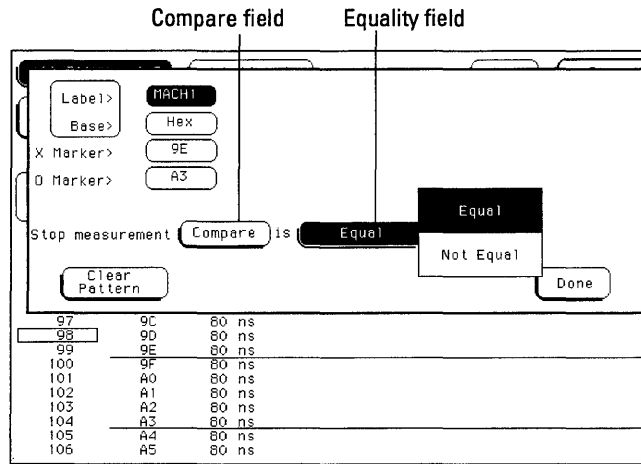 Compare field Equality field
Label> MACH1
Base> Hex
X Marker> 9E
O Marker> A3
Equal
Stop measurement Compare is Equal
Not Equal
Clear
Pattern
Done
97 9C 80 ns
98 9D 80 ns
99 9E 80 ns
100 9F 80 ns
101 A0 80 ns
102 A1 80 ns
103 A2 80 ns
104 A3 80 ns
105 A4 80 ns
106 A5 80 ns